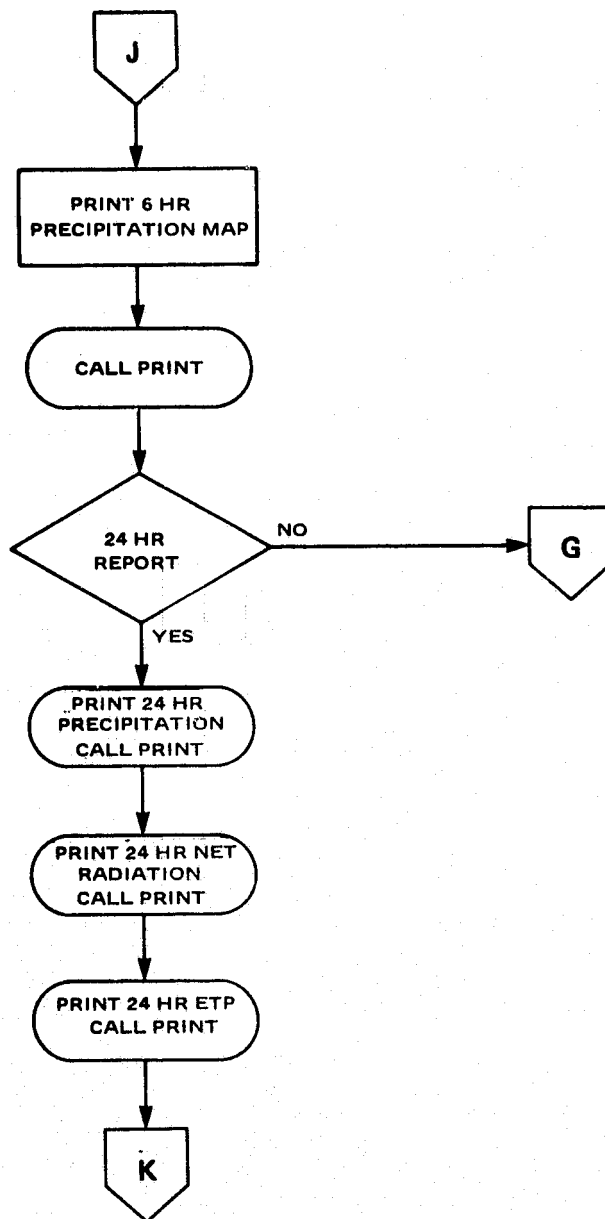 J
PRINT 6 HR
PRECIPITATION MAP
CALL PRINT
24 HR
REPORT
NO
G
YES
PRINT 24 HR
PRECIPITATION
CALL PRINT
PRINT 24 HR NET
RADIATION
CALL PRINT
PRINT 24 HR ETP
CALL PRINT
K